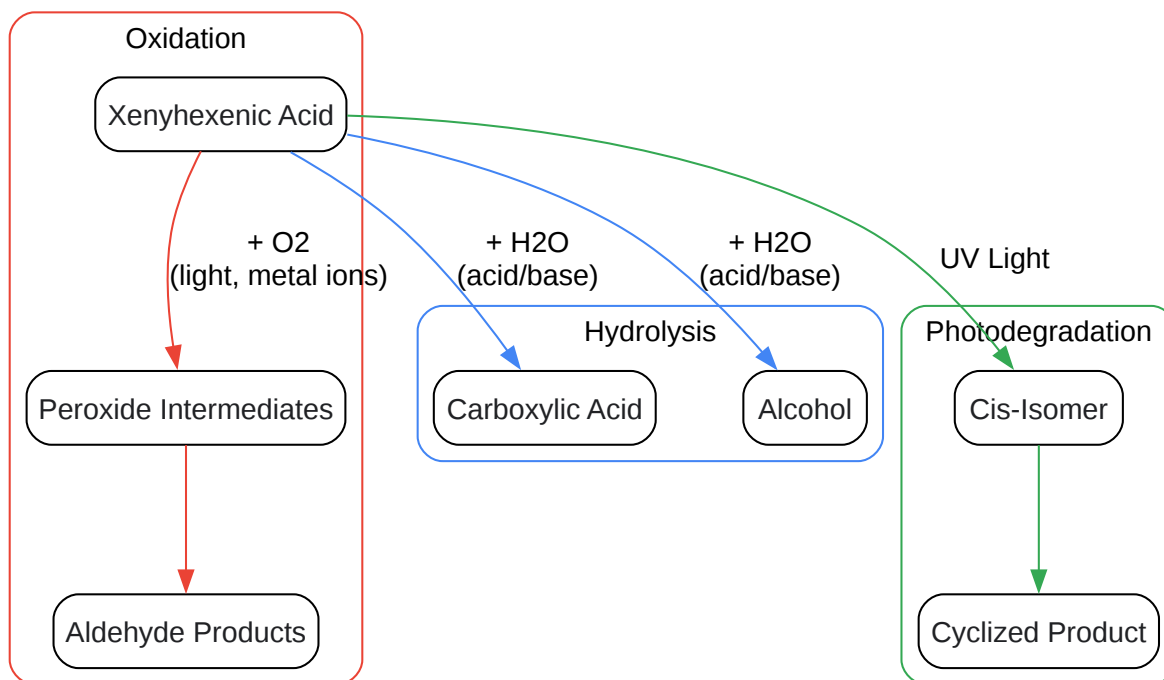 Oxidation
Xenyhexenic Acid
+ O2
(light, metal ions)
+ H2O
(acid/base)
+ H2O
(acid/base)
UV Light
Hydrolysis
Photodegradation
Peroxide Intermediates
Carboxylic Acid
Alcohol
Cis-Isomer
Aldehyde Products
Cyclized Product